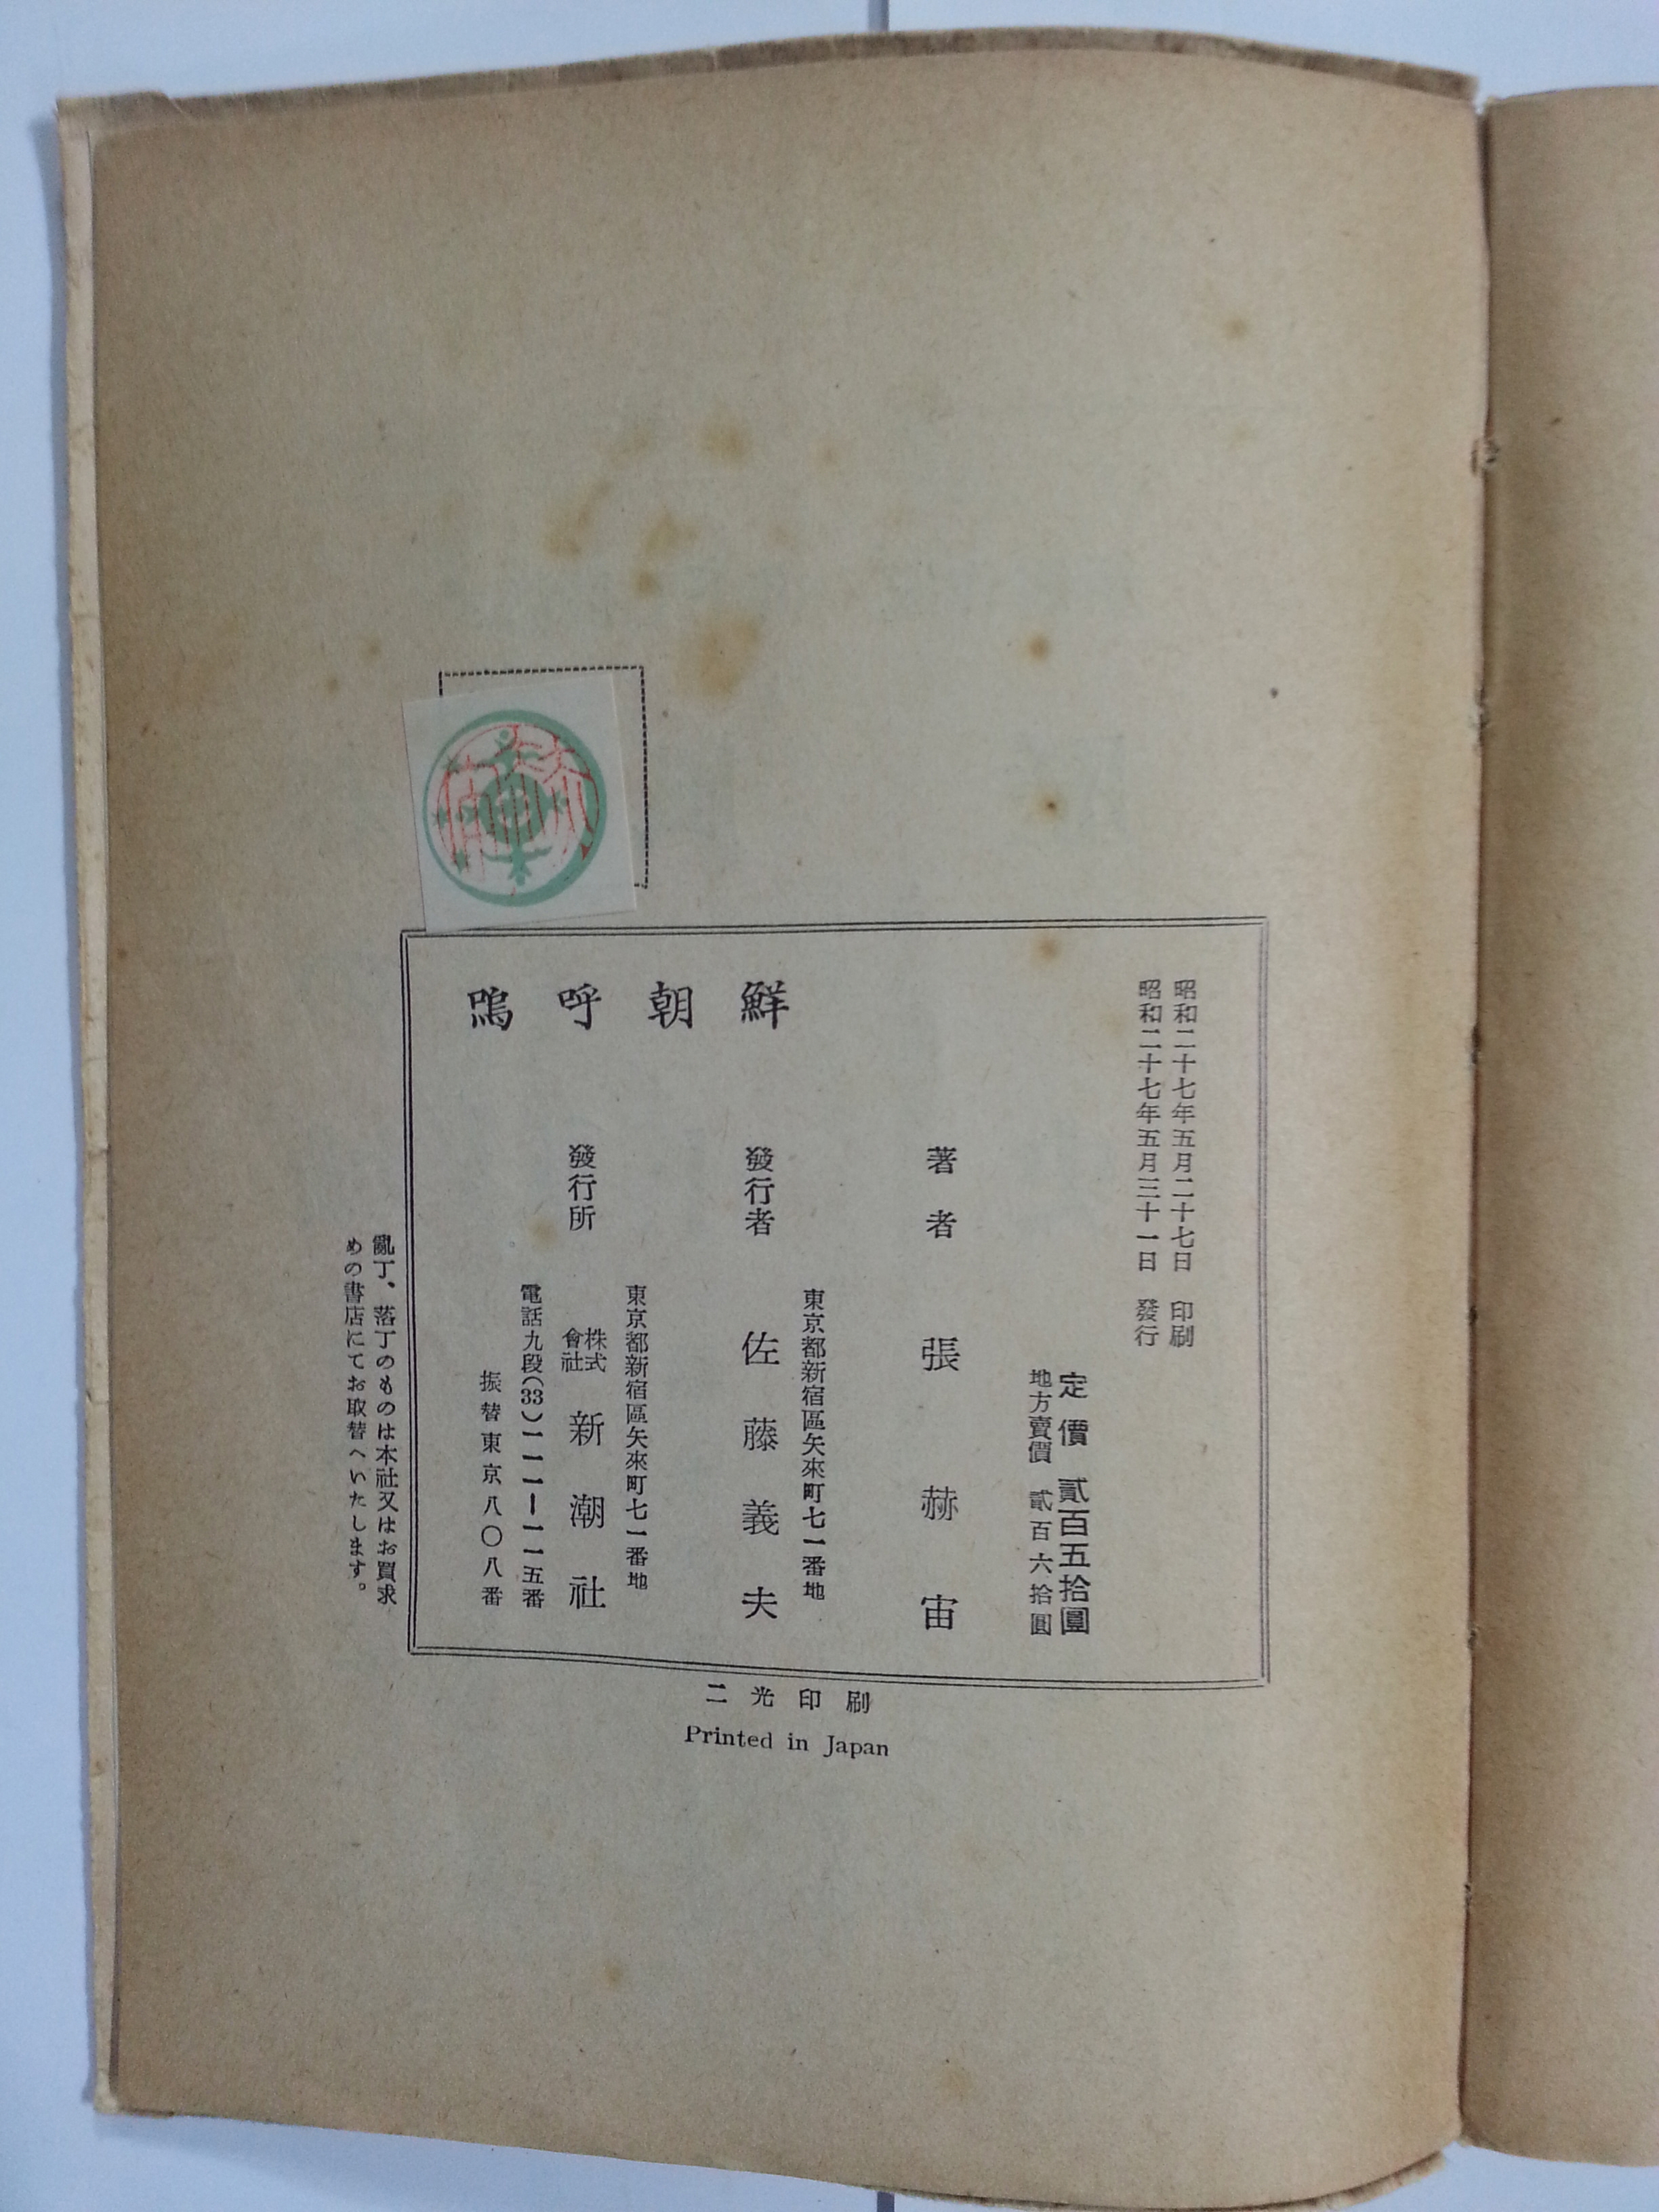 昭和二十七年五月二十七日 印刷
昭和二十七年五月三十一日 發行
定價 貳百五拾圓
地方賣價 貳百六拾圓
嗚呼朝鮮
著者 張赫宙
東京都新宿區矢來町七一番地
發行者 佐藤義夫
東京都新宿區矢來町七一番地
發行所 株式會社 新潮社
電話九段(33)一一一一ー一一五番
振替東京八〇八番
亂丁、落丁のものは本社又はお買求
めの書店にてお取替へいたします。
二光印刷
Printed in Japan